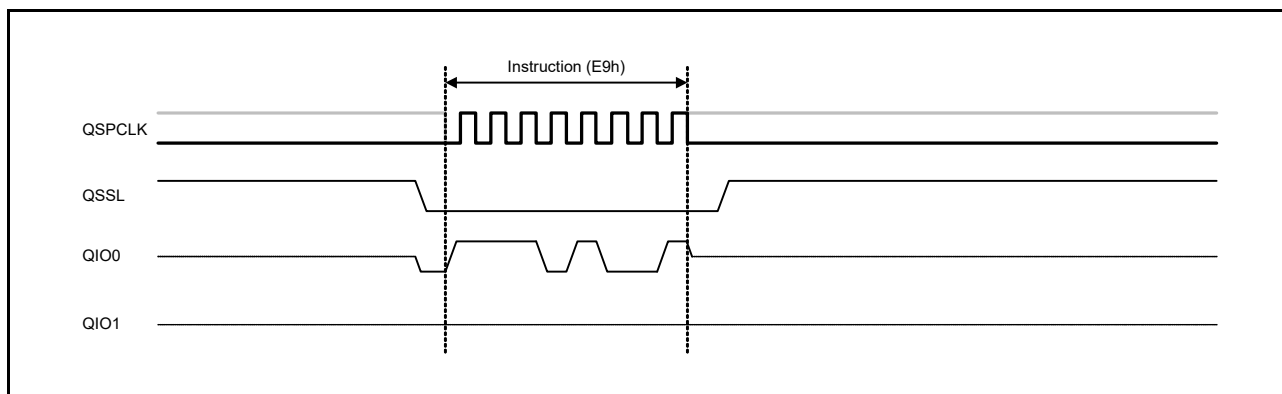 Instruction (E9h)
QSPCLK
QSSL
QIO0
QIO1